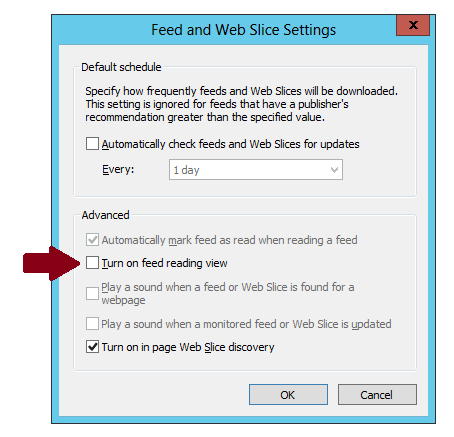 Feed and Web Slice Settings
x
Default schedule
Specify how frequently feeds and Web Slices will be downloaded.
This setting is ignored for feeds that have a publisher's
recommendation greater than the specified value.
Automatically check feeds and Web Slices for updates
Every: 1 day
Advanced
Automatically mark feed as read when reading a feed
Turn on feed reading view
Play a sound when a feed or Web Slice is found for a
webpage
Play a sound when a monitored feed or Web Slice is updated
Turn on in page Web Slice discovery
OK Cancel